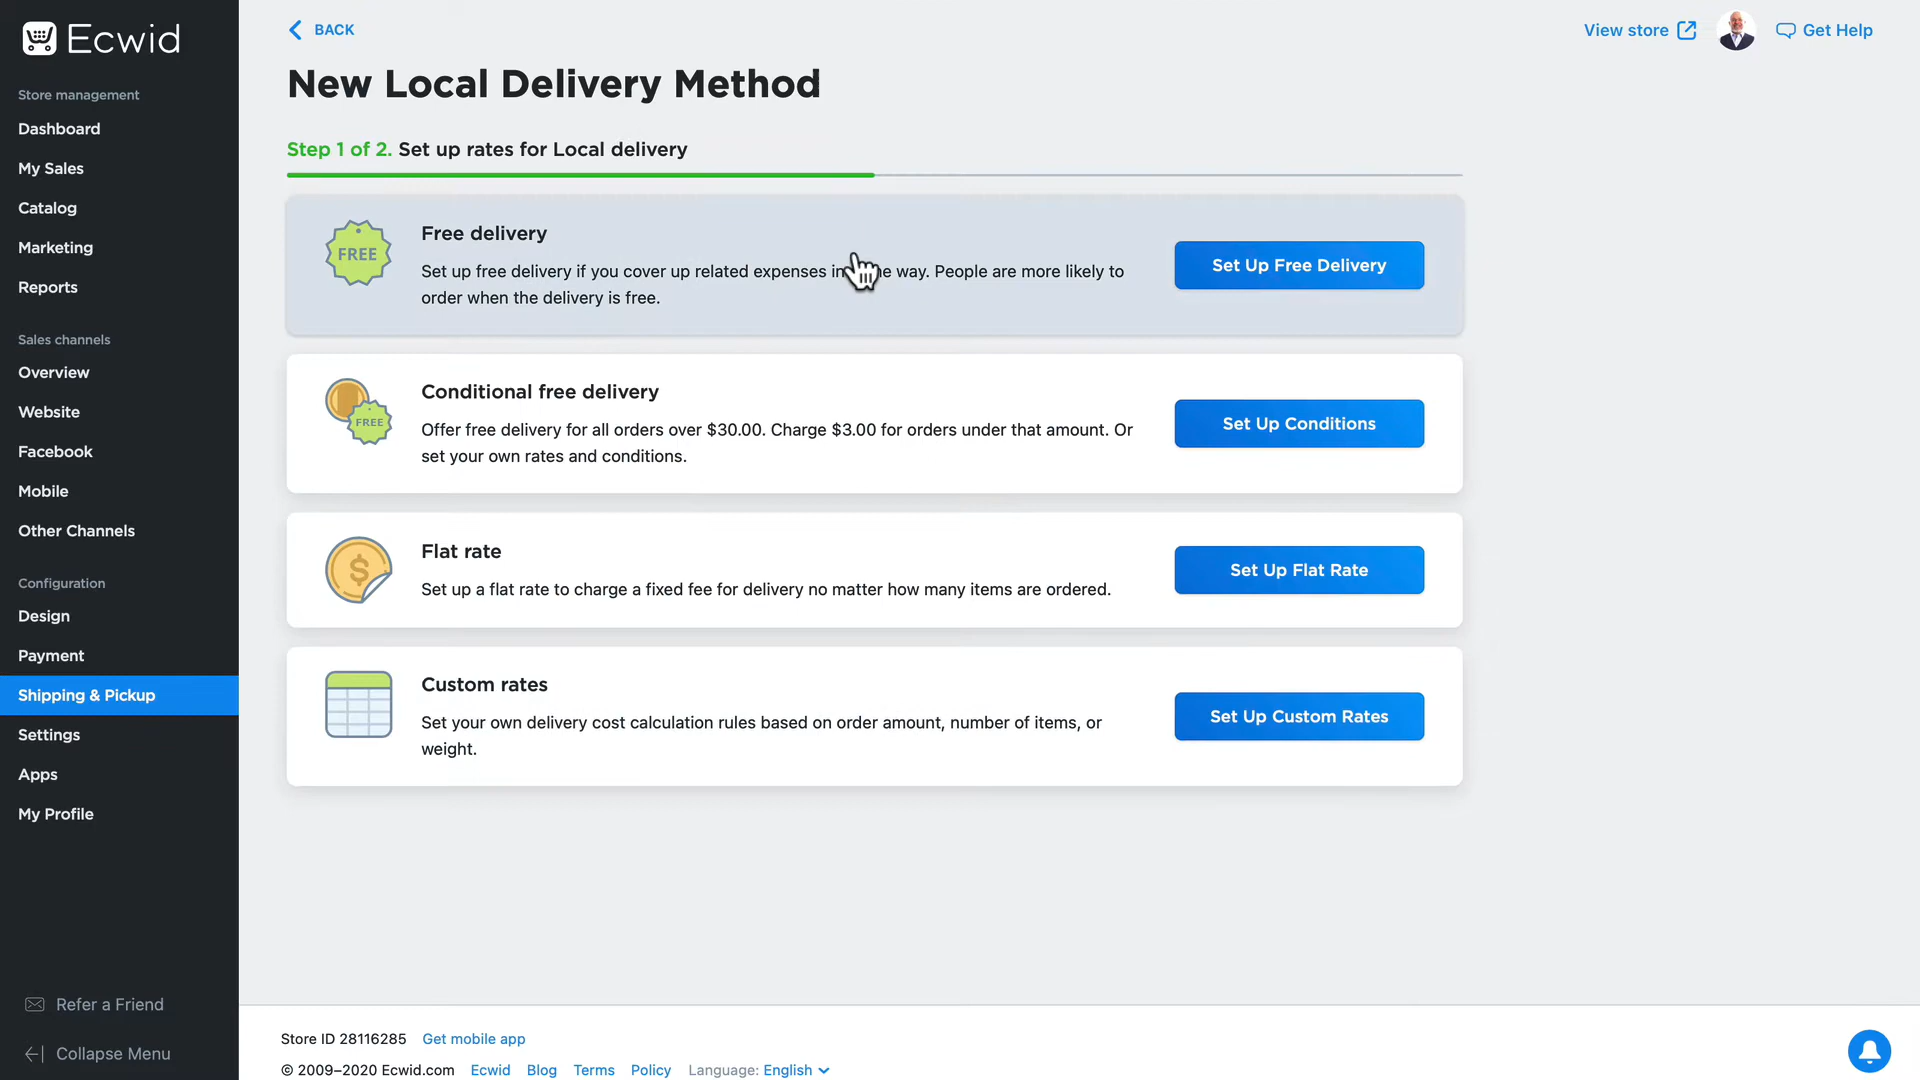 Ecwid
Store management
Dashboard
My Sales
Catalog
Marketing
Reports
Sales channels
Overview
Website
Facebook
Mobile
Other Channels
Configuration
Design
Payment
Shipping & Pickup
Settings
Apps
My Profile
Refer a Friend
Collapse Menu
BACK
View store
Get Help
New Local Delivery Method
Step 1 of 2. Set up rates for Local delivery
FREE
Free delivery
Set up free delivery if you cover up related expenses in way. People are more likely to
order when the delivery is free.
Set Up Free Delivery
FREE
Conditional free delivery
Offer free delivery for all orders over $30.00. Charge $3.00 for orders under that amount. Or
set your own rates and conditions.
Set Up Conditions
$
Flat rate
Set up a flat rate to charge a fixed fee for delivery no matter how many items are ordered.
Set Up Flat Rate
Custom rates
Set your own delivery cost calculation rules based on order amount, number of items, or
weight.
Set Up Custom Rates
Store ID 28116285 Get mobile app
© 2009–2020 Ecwid.com Ecwid Blog Terms Policy Language: English